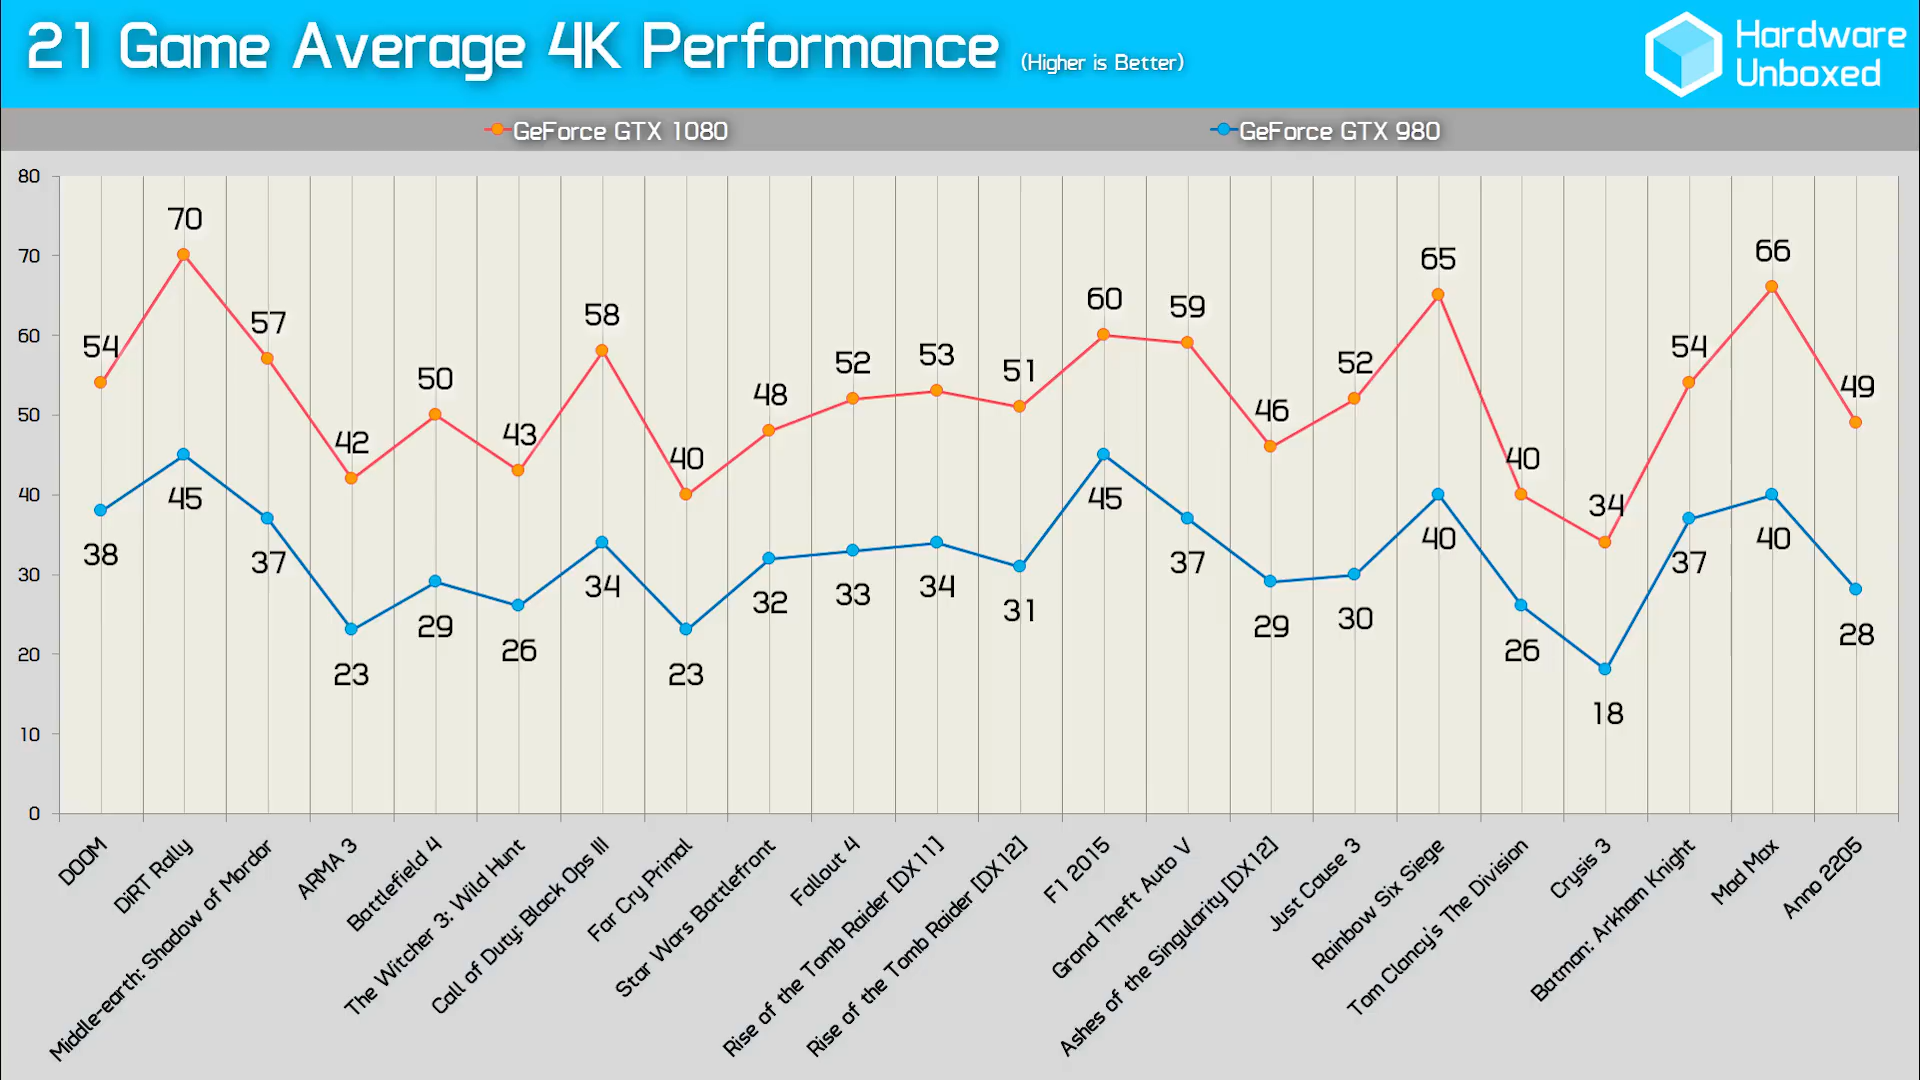 21 Game Average 4K Performance (Higher is Better)
Hardware
Unboxed
GeForce GTX 1080
GeForce GTX 980
80
70
60
50
40
30
20
10
0
54
70
57
42
50
43
58
40
48
52
53
51
60
59
46
52
65
40
34
54
66
49
38
45
37
23
29
26
34
23
32
33
34
31
45
37
29
30
40
26
18
37
40
28
DOOM
DiRT Rally
Middle-earth: Shadow of Mordor
ARMA 3
Battlefield 4
The Witcher 3: Wild Hunt
Call of Duty: Black Ops III
Far Cry Primal
Star Wars Battlefront
Fallout 4
Rise of the Tomb Raider [DX11]
Rise of the Tomb Raider [DX12]
F1 2015
Grand Theft Auto V
Ashes of the Singularity [DX12]
Just Cause 3
Rainbow Six Siege
Tom Clancy's The Division
Crysis 3
Batman: Arkham Knight
Mad Max
Anno 2205